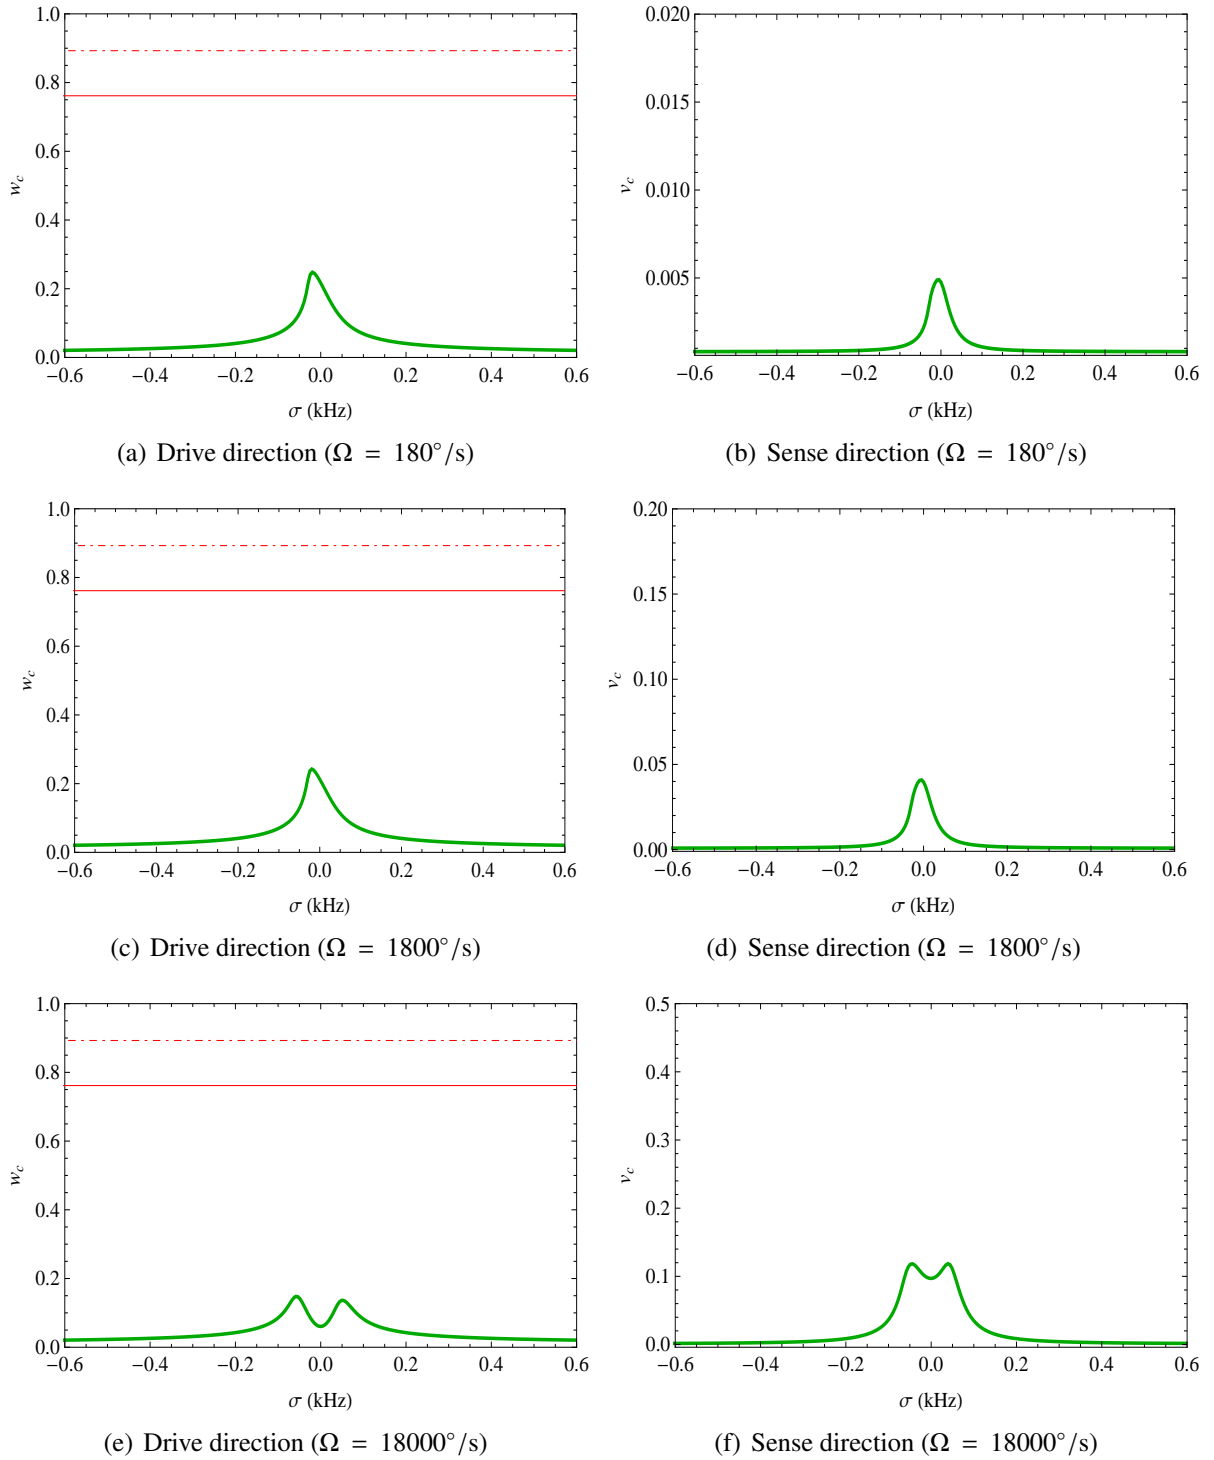 1.0
0.8
0.6
0.4
0.2
0.0
w_c
−0.6 −0.4 −0.2 0.0 0.2 0.4 0.6
σ (kHz)
(a) Drive direction (Ω = 180°/s)
0.020
0.015
0.010
0.005
v_c
−0.6 −0.4 −0.2 0.0 0.2 0.4 0.6
σ (kHz)
(b) Sense direction (Ω = 180°/s)
1.0
0.8
0.6
0.4
0.2
0.0
w_c
−0.6 −0.4 −0.2 0.0 0.2 0.4 0.6
σ (kHz)
(c) Drive direction (Ω = 1800°/s)
0.20
0.15
0.10
0.05
0.00
v_c
−0.6 −0.4 −0.2 0.0 0.2 0.4 0.6
σ (kHz)
(d) Sense direction (Ω = 1800°/s)
1.0
0.8
0.6
0.4
0.2
0.0
w_c
−0.6 −0.4 −0.2 0.0 0.2 0.4 0.6
σ (kHz)
(e) Drive direction (Ω = 18000°/s)
0.5
0.4
0.3
0.2
0.1
0.0
v_c
−0.6 −0.4 −0.2 0.0 0.2 0.4 0.6
σ (kHz)
(f) Sense direction (Ω = 18000°/s)